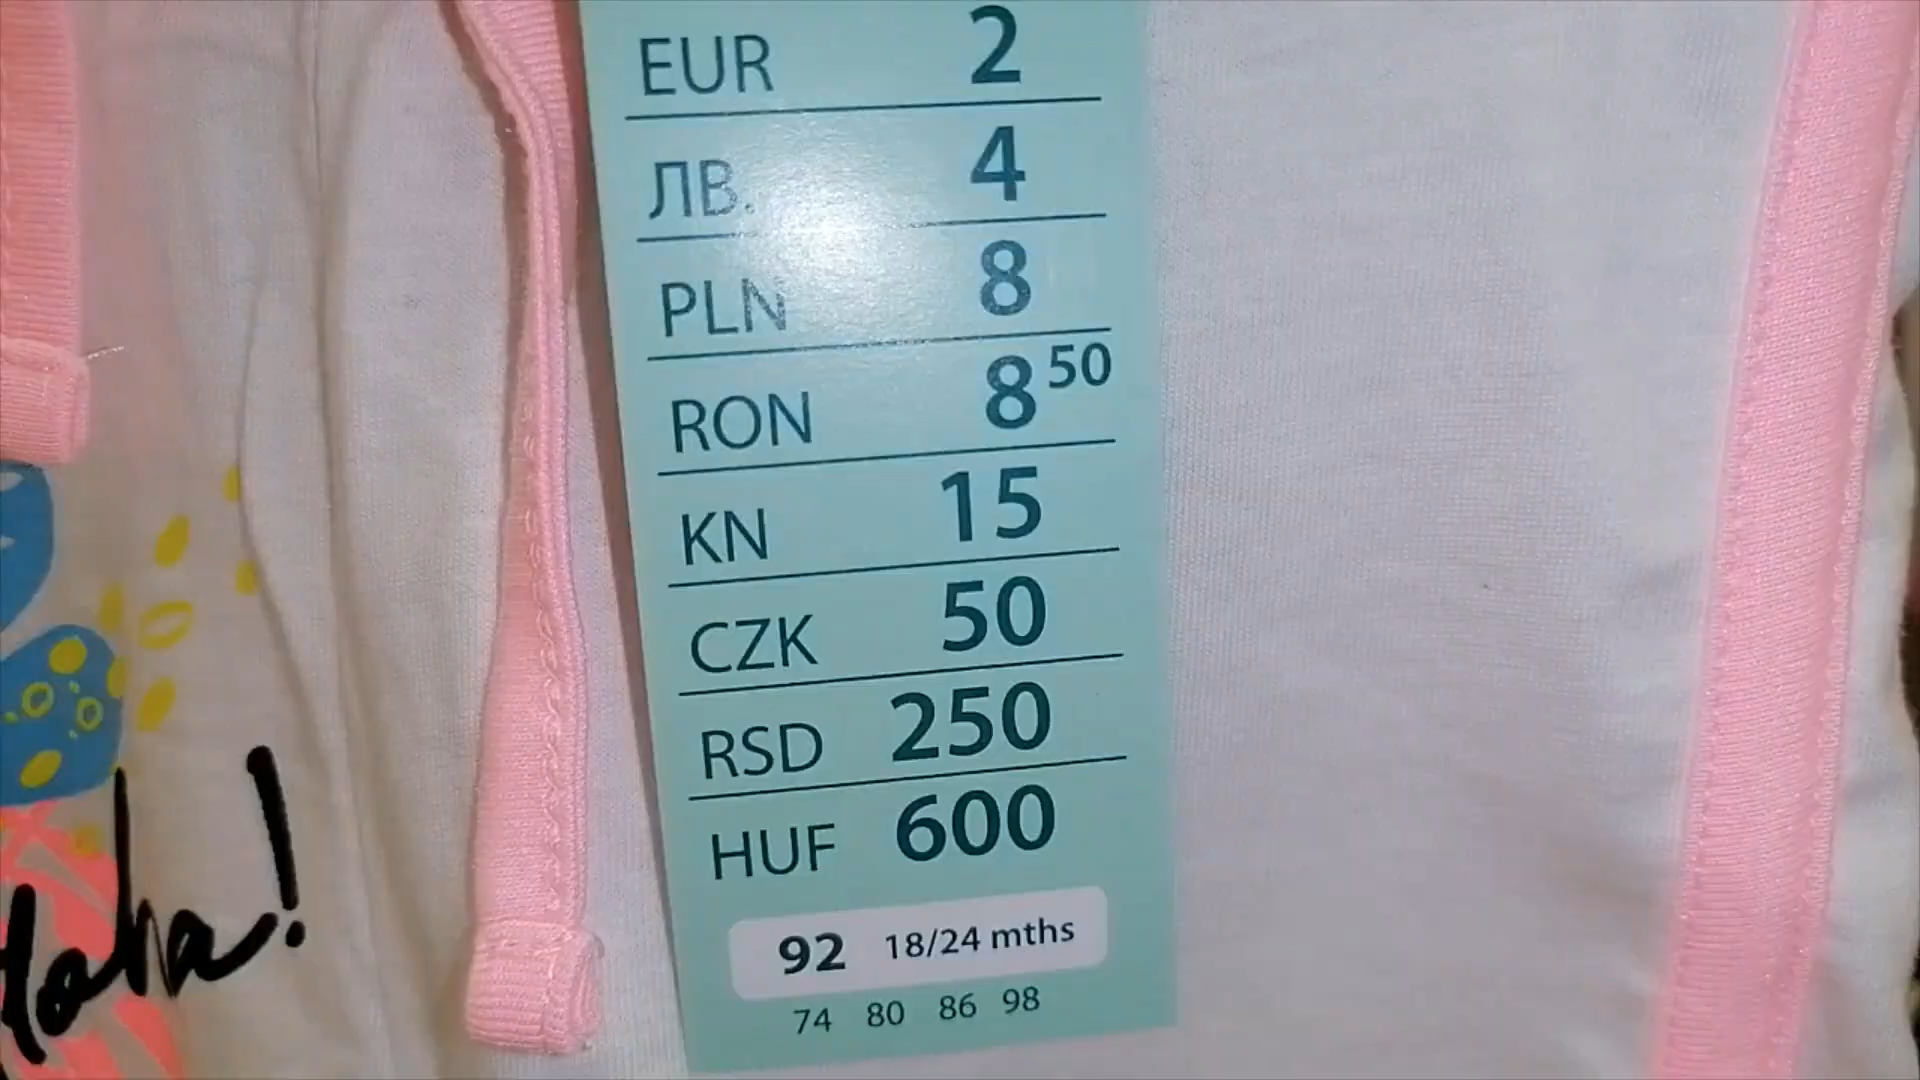 EUR 2
ЛВ. 4
PLN 8
RON 8 50
KN 15
CZK 50
RSD 250
HUF 600
92 18/24 mths
74 80 86 98
loha!